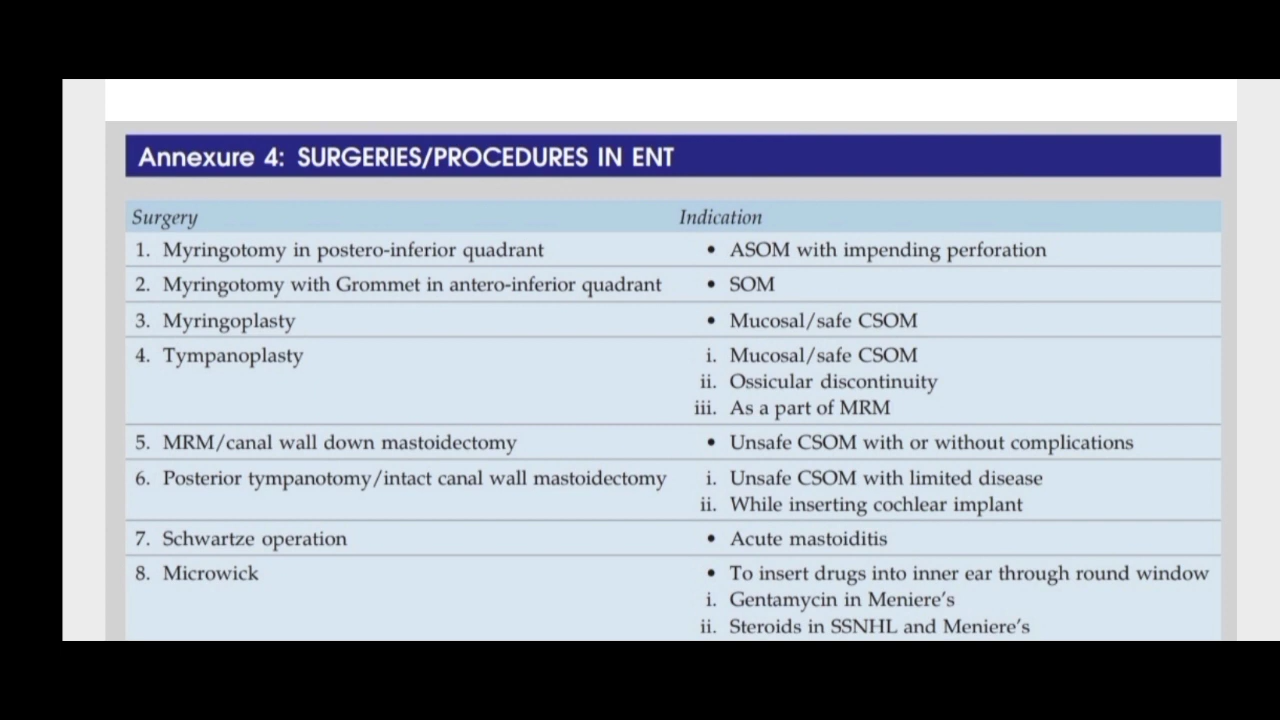 Annexure 4: SURGERIES/PROCEDURES IN ENT
Surgery Indication
1. Myringotomy in postero-inferior quadrant • ASOM with impending perforation
2. Myringotomy with Grommet in antero-inferior quadrant • SOM
3. Myringoplasty • Mucosal/safe CSOM
4. Tympanoplasty i. Mucosal/safe CSOM
ii. Ossicular discontinuity
iii. As a part of MRM
5. MRM/canal wall down mastoidectomy • Unsafe CSOM with or without complications
6. Posterior tympanotomy/intact canal wall mastoidectomy i. Unsafe CSOM with limited disease
ii. While inserting cochlear implant
7. Schwartze operation • Acute mastoiditis
8. Microwick • To insert drugs into inner ear through round window
i. Gentamycin in Meniere's
ii. Steroids in SSNHL and Meniere's